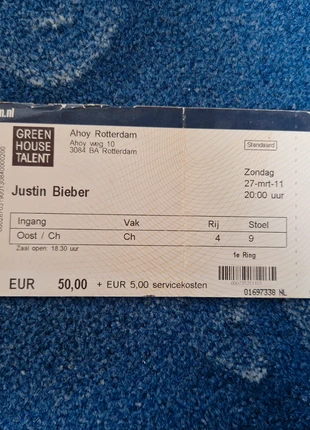 n.nl
GREEN
HOUSE
TALENT
Ahoy Rotterdam
Ahoy weg 10
3084 BA Rotterdam
Standaard
Justin Bieber
Zondag
27-mrt-11
20:00 uur
Ingang Vak Rij Stoel
Oost / Ch Ch 4 9
Zaal open: 18.30 uur
1e Ring
EUR 50,00 + EUR 5,00 servicekosten
01697338 NL